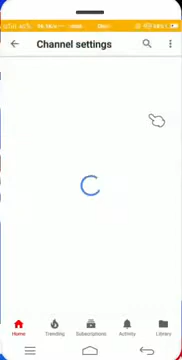 Channel settings
Home
Trending
Subscriptions
Activity
Library